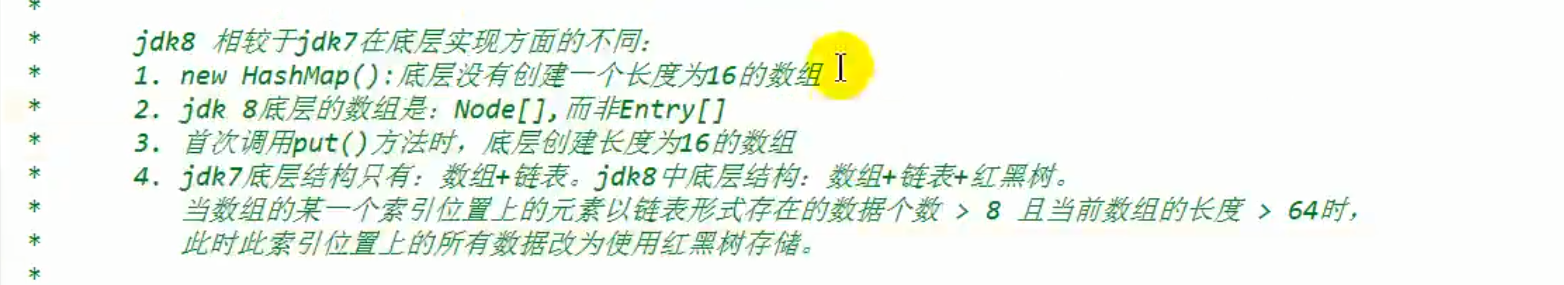 *
* jdk8 相较于jdk7在底层实现方面的不同:
* 1. new HashMap():底层没有创建一个长度为16的数组
* 2. jdk 8底层的数组是: Node[],而非Entry[]
* 3. 首次调用put()方法时，底层创建长度为16的数组
* 4. jdk7底层结构只有: 数组+链表。jdk8中底层结构: 数组+链表+红黑树。
* 当数组的某一个索引位置上的元素以链表形式存在的数据个数 > 8 且当前数组的长度 > 64时，
* 此时此索引位置上的所有数据改为使用红黑树存储。
*